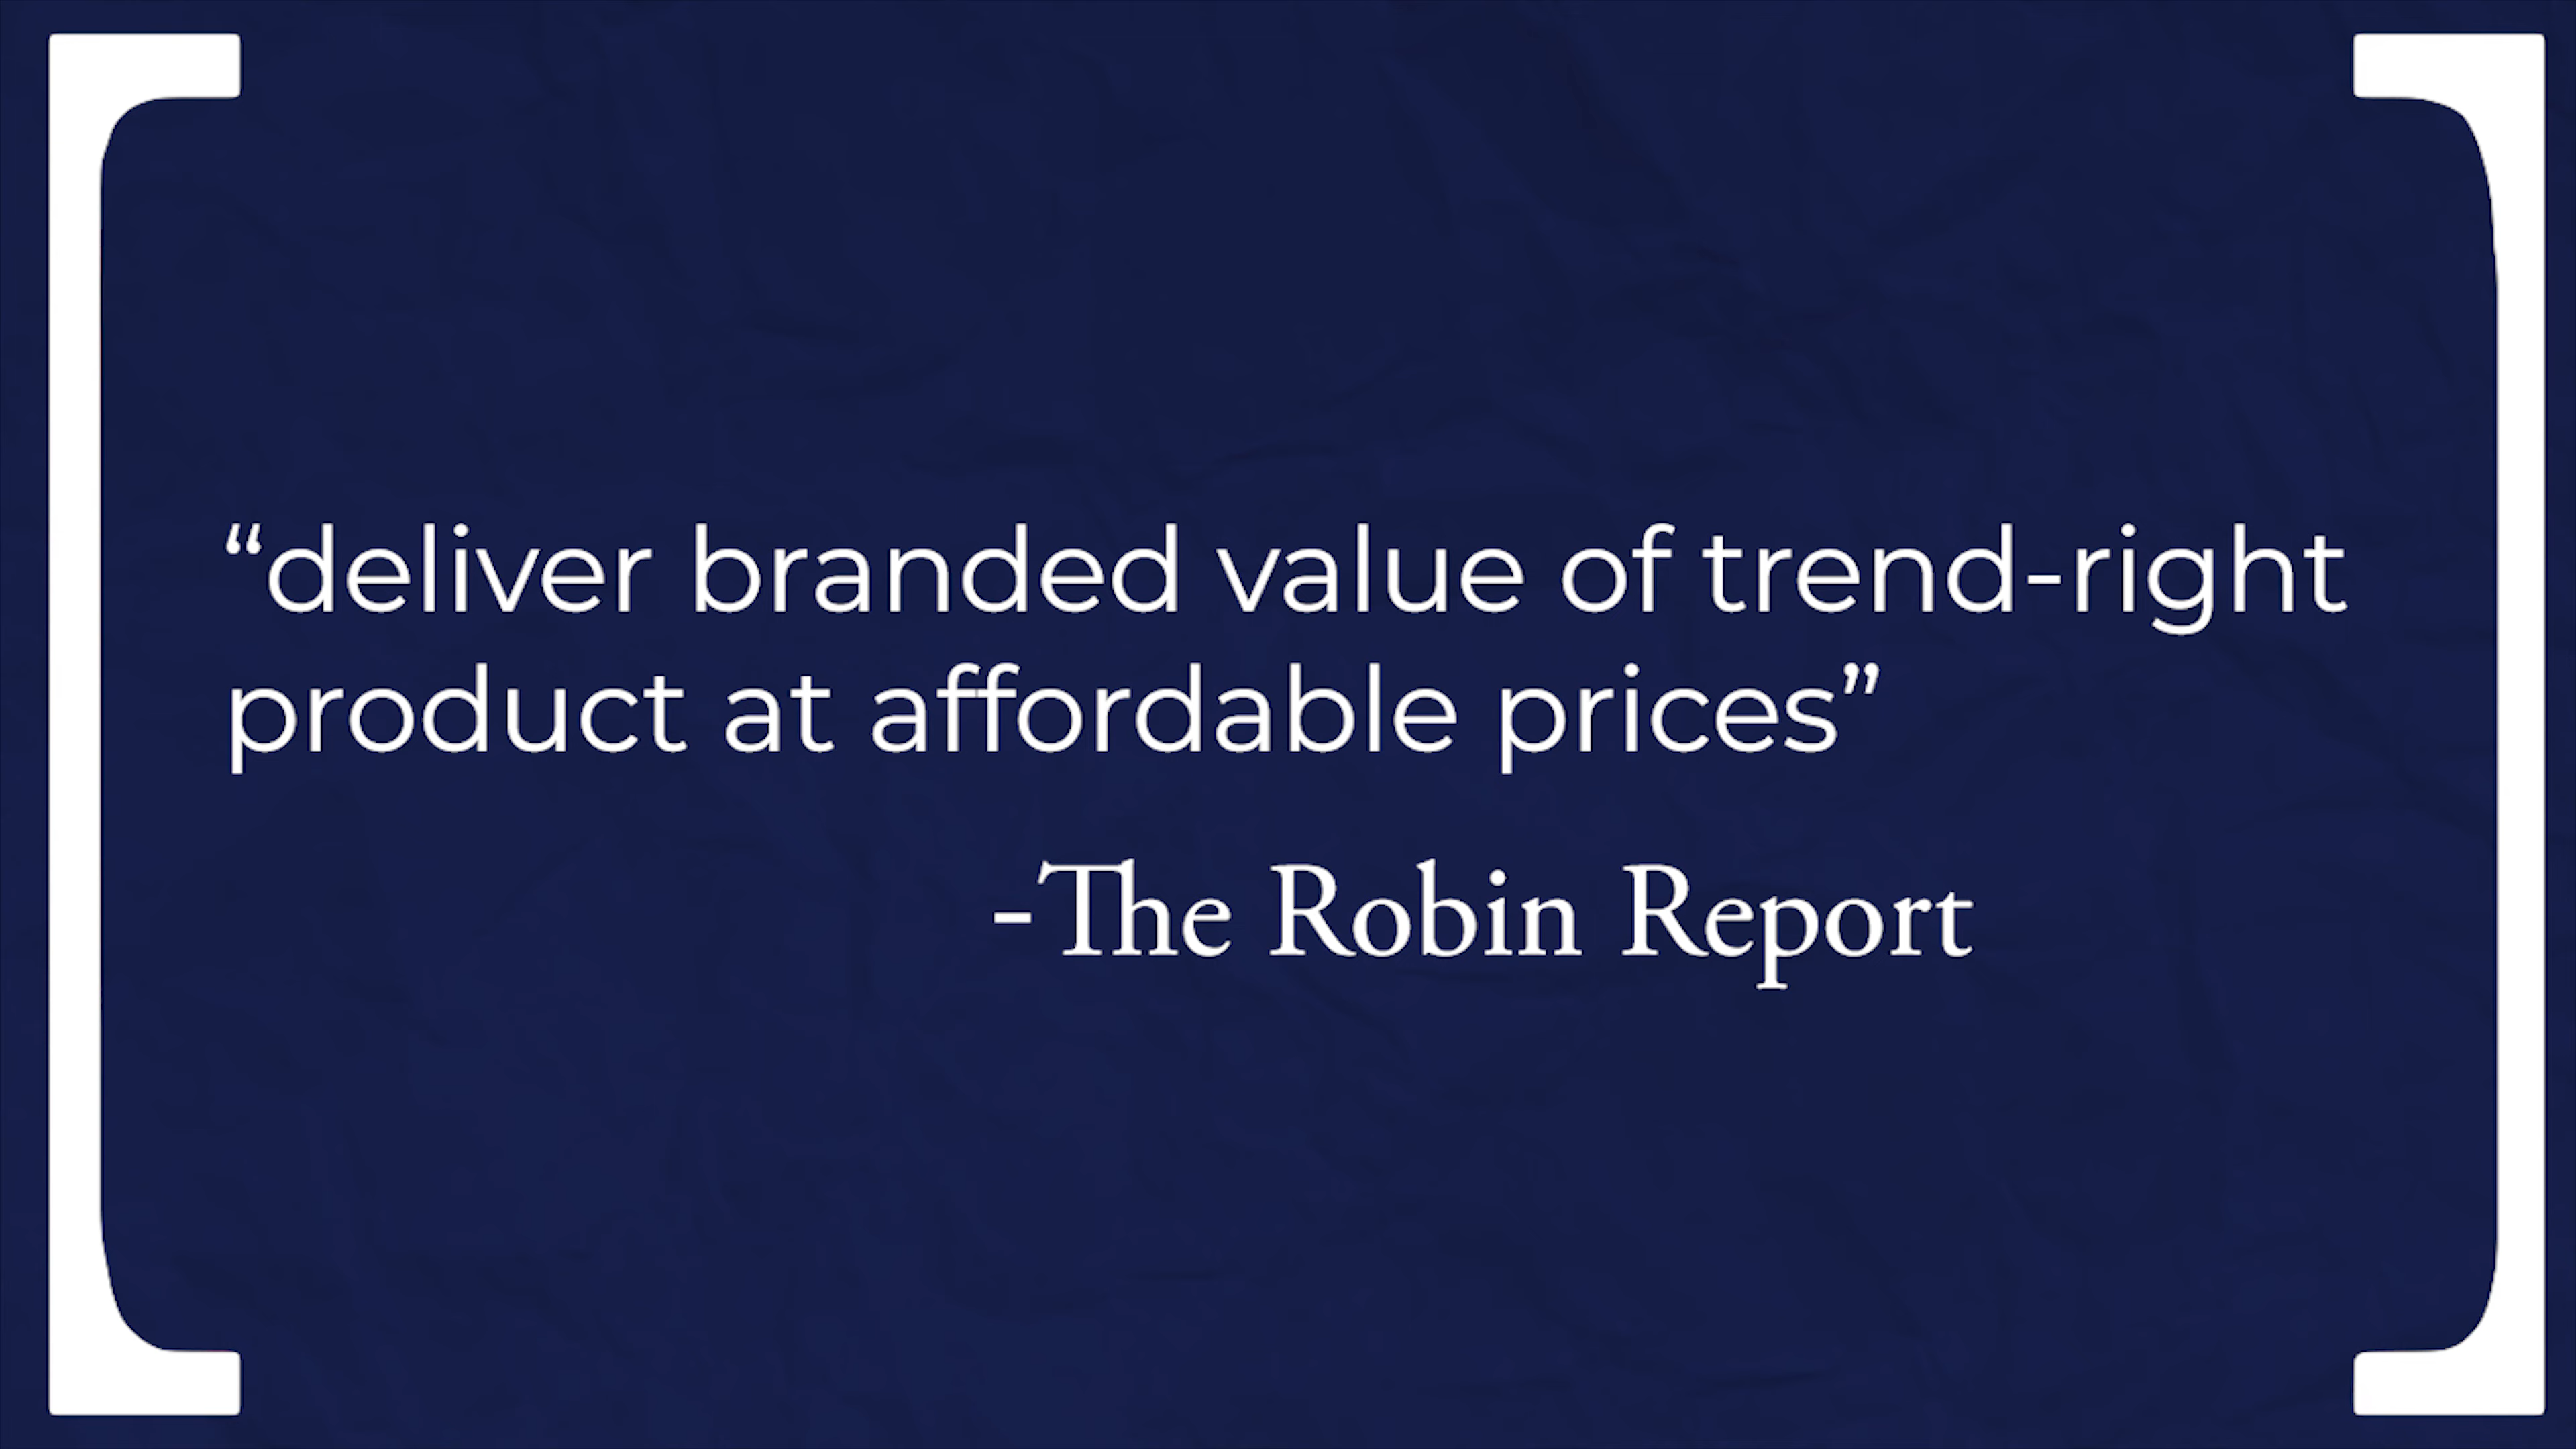 “deliver branded value of trend-right
product at affordable prices”
-The Robin Report